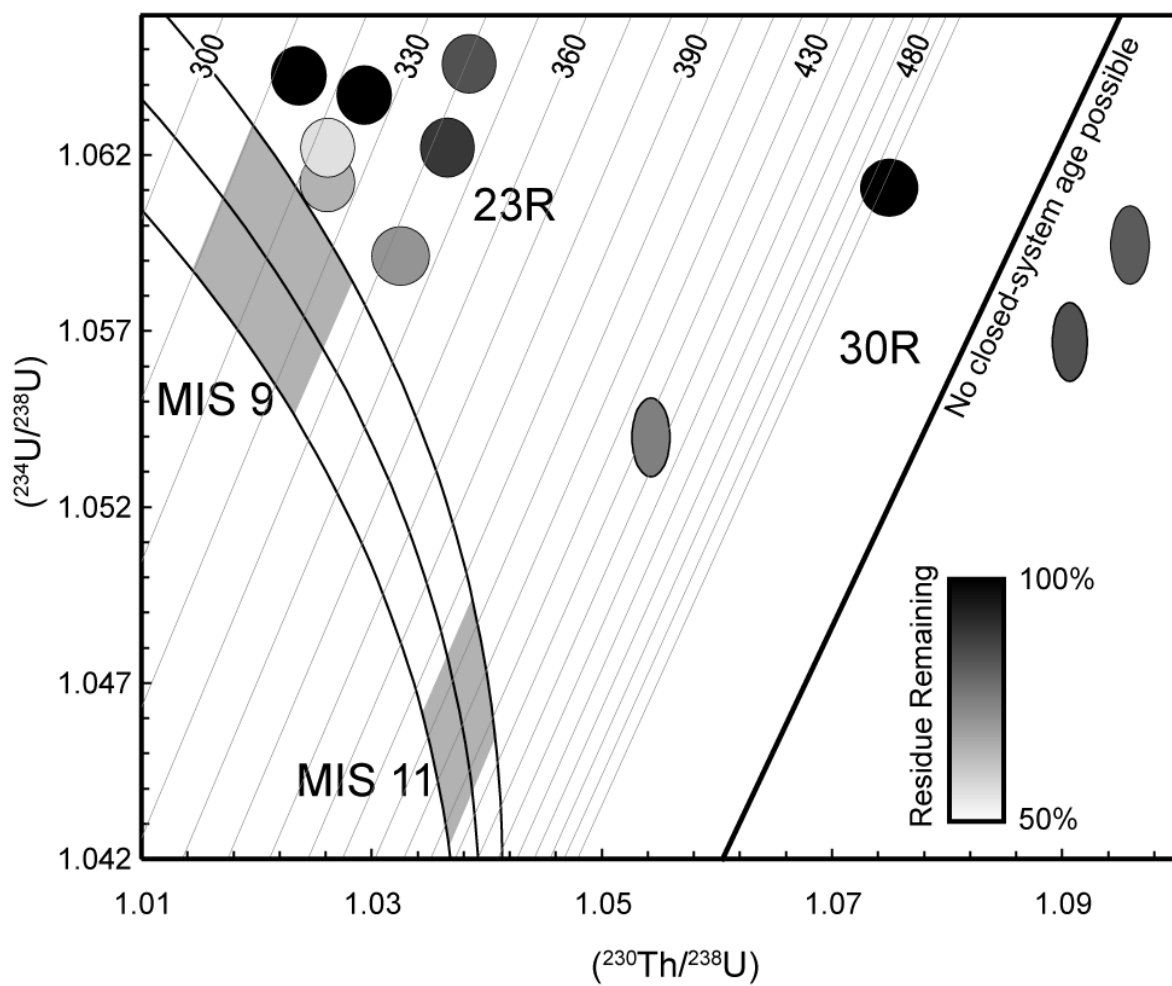 300
330
360
390
430
480
No closed-system age possible
23R
30R
MIS 9
MIS 11
1.062
1.057
1.052
1.047
1.042
(²³⁴U/²³⁸U)
Residue Remaining
100%
50%
1.01
1.03
1.05
1.07
1.09
(²³⁰Th/²³⁸U)